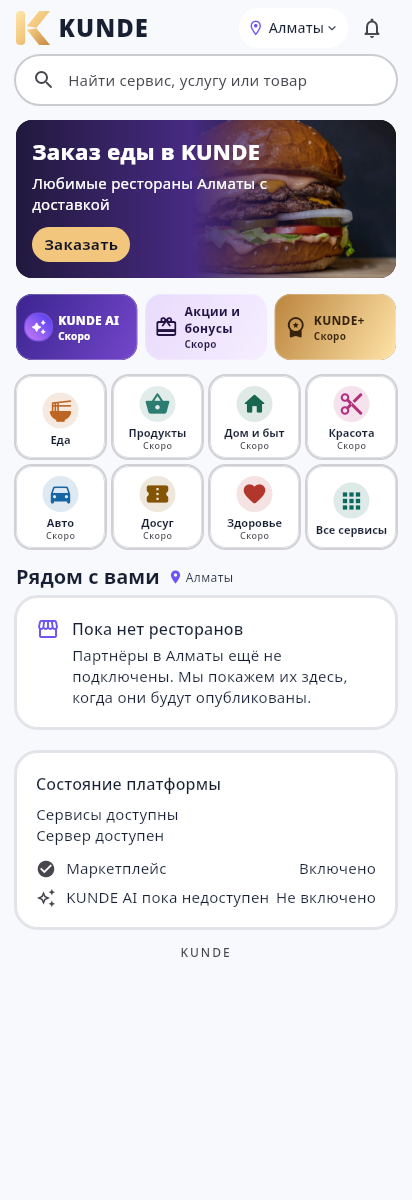 KUNDE
Алматы
Найти сервис, услугу или товар
Заказ еды в KUNDE
Любимые рестораны Алматы с
доставкой
Заказать
KUNDE AI
Скоро
Акции и
бонусы
Скоро
KUNDE+
Скоро
Еда
Продукты
Скоро
Дом и быт
Скоро
Красота
Скоро
Авто
Скоро
Досуг
Скоро
Здоровье
Скоро
Все сервисы
Рядом с вами
Алматы
Пока нет ресторанов
Партнёры в Алматы ещё не
подключены. Мы покажем их здесь,
когда они будут опубликованы.
Состояние платформы
Сервисы доступны
Сервер доступен
Маркетплейс Включено
KUNDE AI пока недоступен Не включено
KUNDE